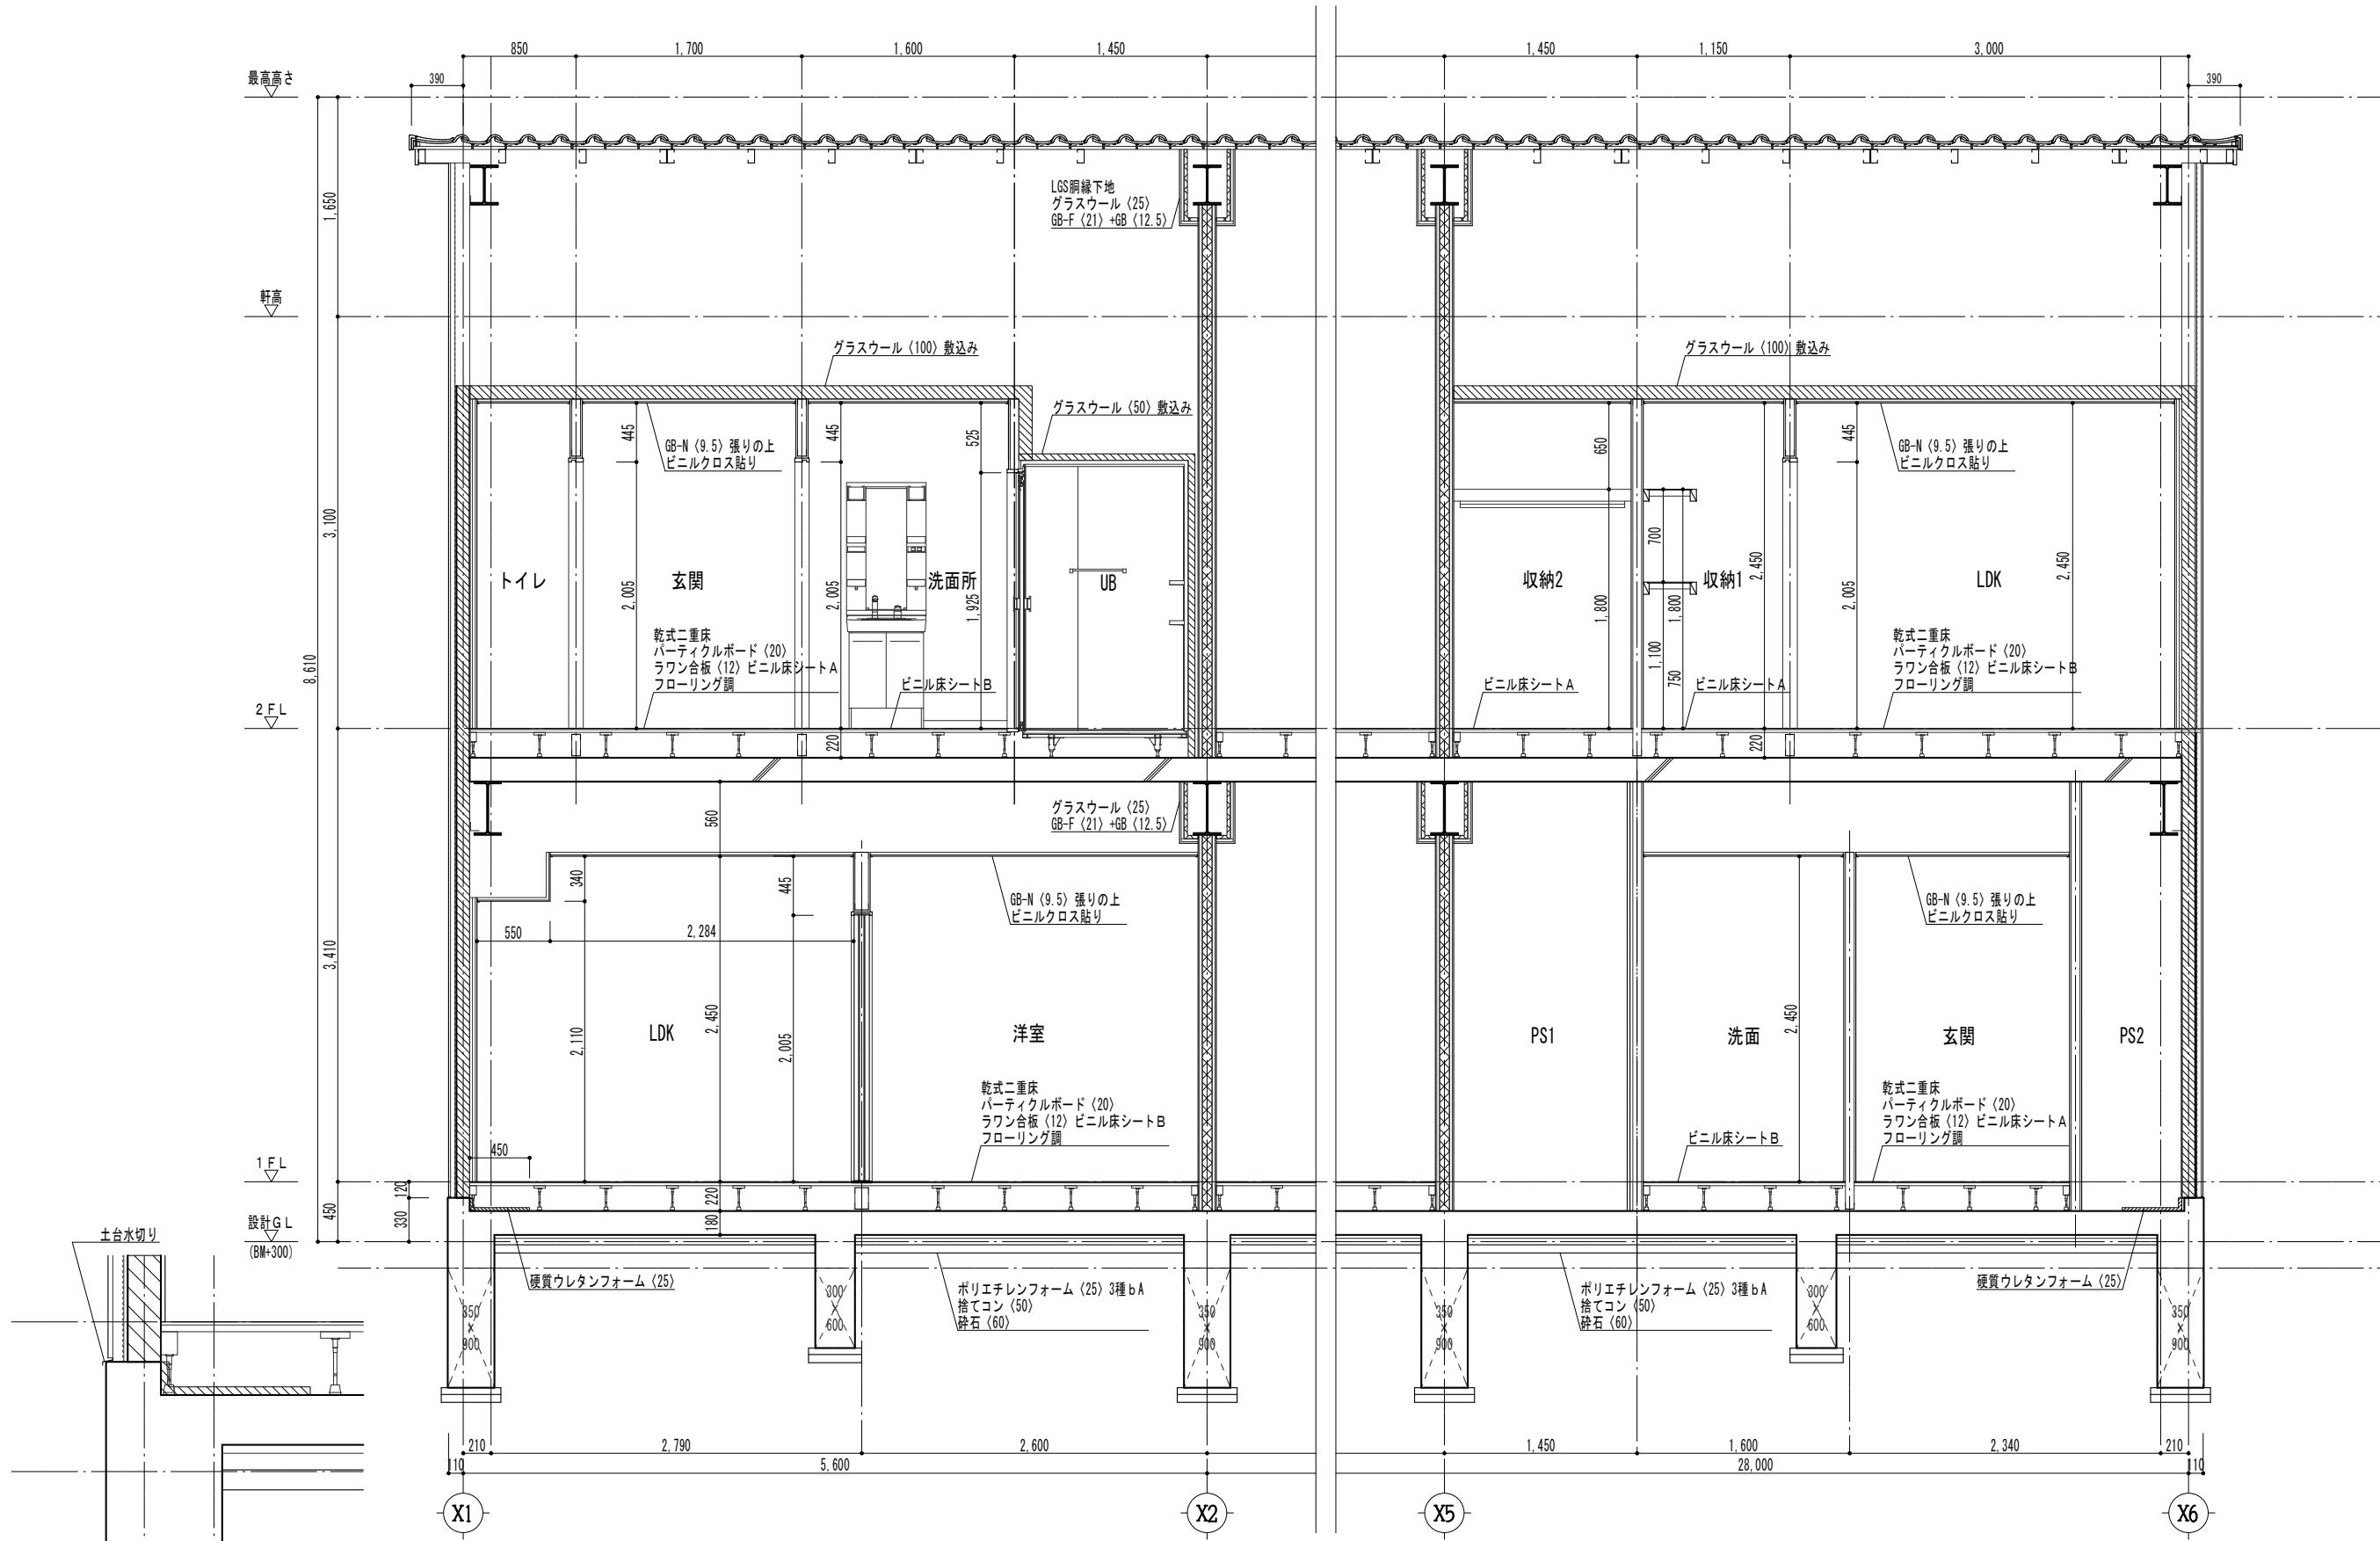 850
1,700
1,600
1,450
1,450
1,150
3,000
390
390
最高高さ
1,650
LGS胴縁下地
グラスウール〈25〉
GB-F〈21〉+GB〈12.5〉
軒高
グラスウール〈100〉敷込み
グラスウール〈100〉敷込み
グラスウール〈50〉敷込み
445
445
525
650
445
GB-N〈9.5〉張りの上
ビニルクロス貼り
GB-N〈9.5〉張りの上
ビニルクロス貼り
3,100
700
2,450
2,450
トイレ
玄関
2,005
2,005
洗面所
1,925
UB
収納2
1,800
収納1
1,100
1,800
750
2,005
LDK
8,610
乾式二重床
パーティクルボード〈20〉
ラワン合板〈12〉ビニル床シートA
フローリング調
ビニル床シートB
ビニル床シートA
ビニル床シートA
乾式二重床
パーティクルボード〈20〉
ラワン合板〈12〉ビニル床シートB
フローリング調
2FL
220
220
560
グラスウール〈25〉
GB-F〈21〉+GB〈12.5〉
340
445
GB-N〈9.5〉張りの上
ビニルクロス貼り
GB-N〈9.5〉張りの上
ビニルクロス貼り
550
2,284
3,410
2,110
LDK
2,450
2,005
洋室
PS1
洗面
2,450
玄関
PS2
乾式二重床
パーティクルボード〈20〉
ラワン合板〈12〉ビニル床シートB
フローリング調
乾式二重床
パーティクルボード〈20〉
ラワン合板〈12〉ビニル床シートA
フローリング調
ビニル床シートB
450
1FL
120
220
450
330
180
設計GL
(BM+300)
土台水切り
硬質ウレタンフォーム〈25〉
ポリエチレンフォーム〈25〉3種bA
捨てコン〈50〉
砕石〈60〉
ポリエチレンフォーム〈25〉3種bA
捨てコン〈50〉
砕石〈60〉
硬質ウレタンフォーム〈25〉
350
×
900
300
×
600
350
×
900
350
×
900
300
×
600
350
×
900
210
2,790
2,600
1,450
1,600
2,340
210
110
5,600
28,000
110
X1
X2
X5
X6